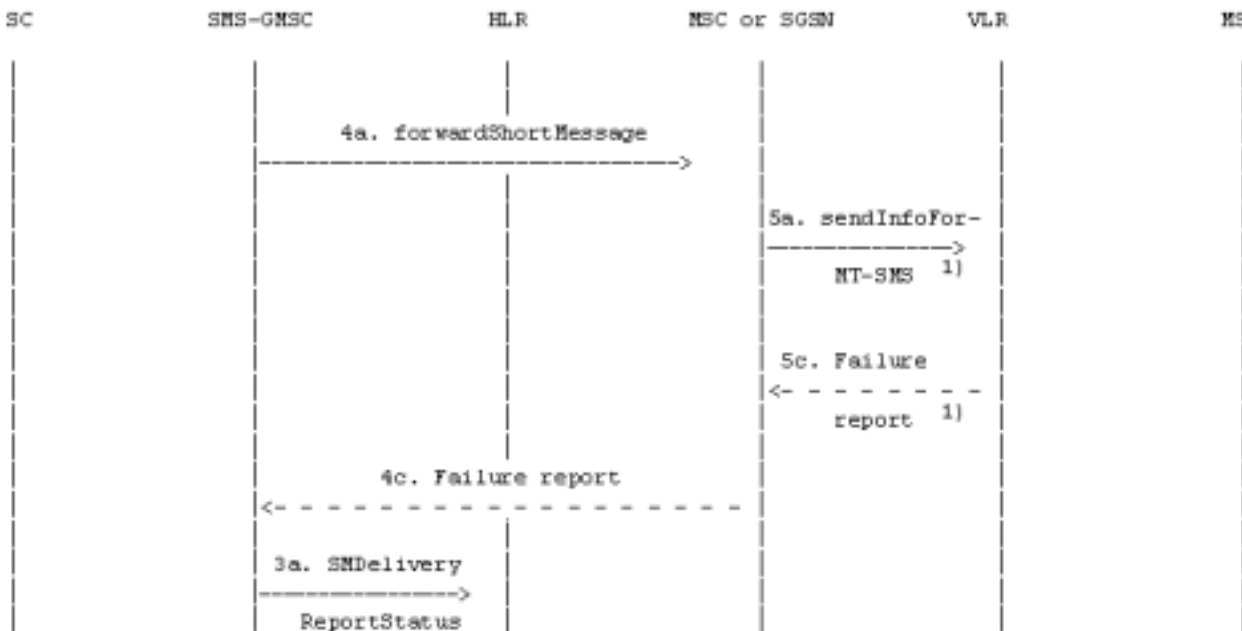 SC SMS-GMSC HLR MSC or SGSN VLR MS
4a. forwardShortMessage
5a. sendInfoFor-
MT-SMS 1)
5c. Failure
report 1)
4c. Failure report
3a. SMDelivery
ReportStatus